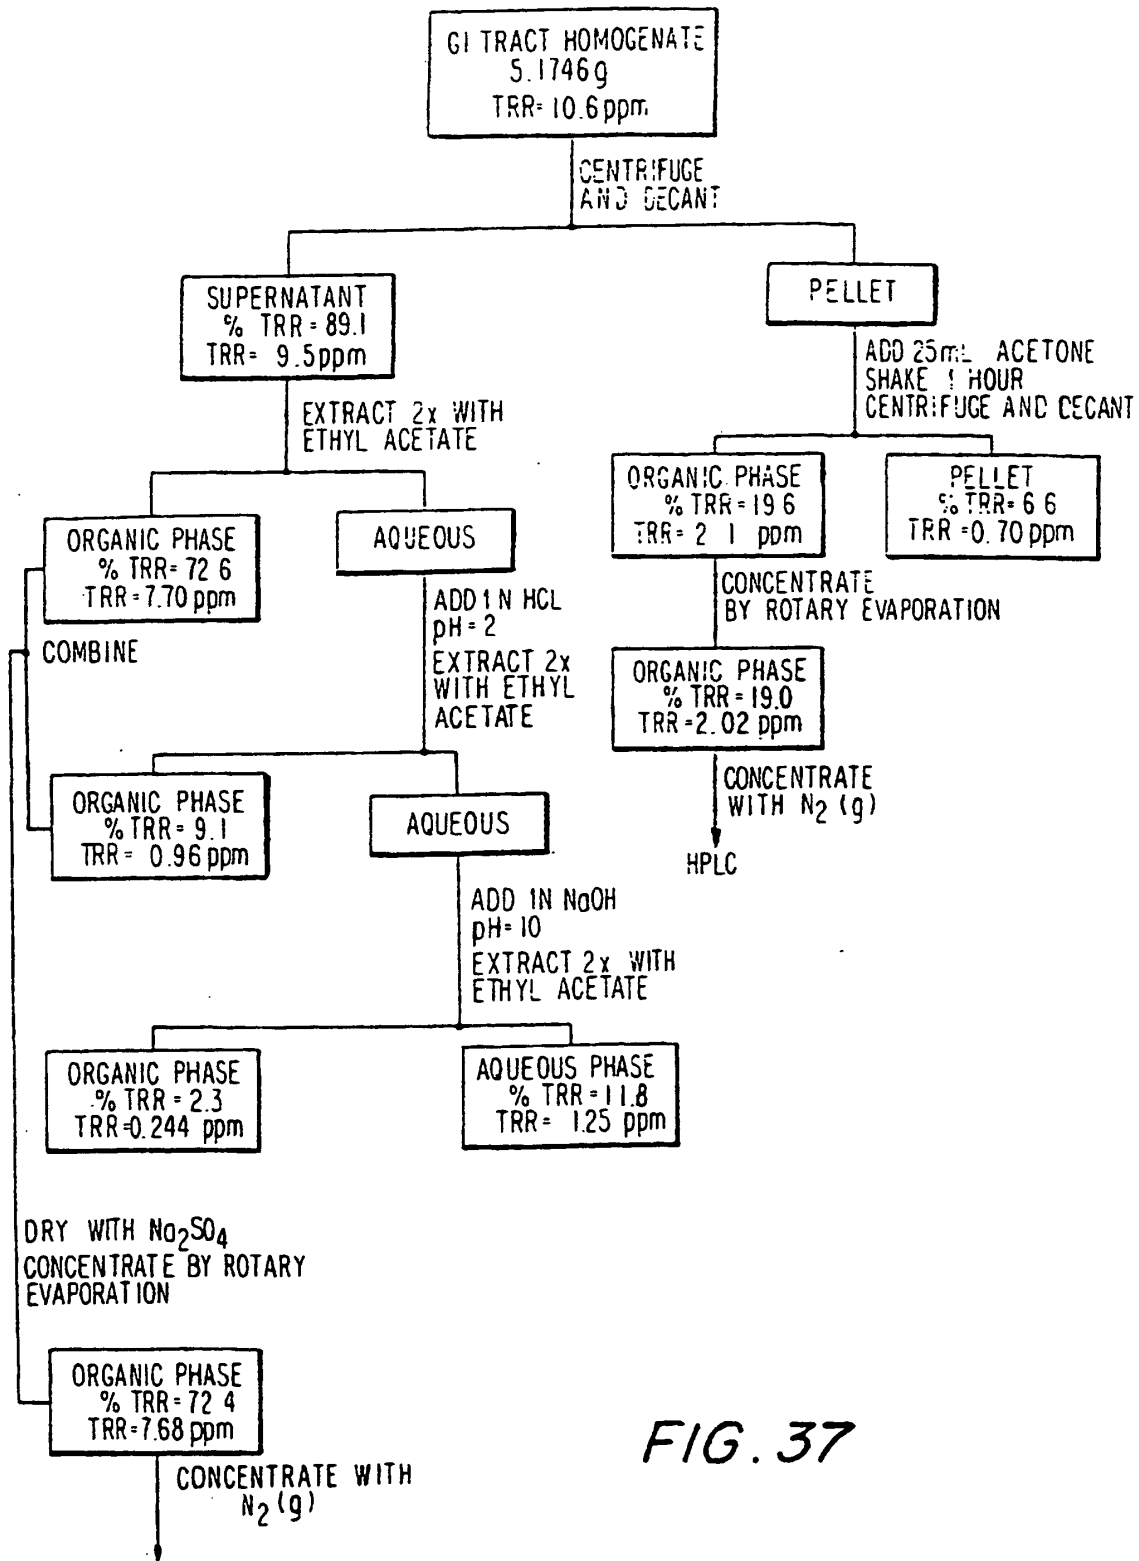 GI TRACT HOMOGENATE
5.1746g
TRR= 10.6 ppm
CENTRIFUGE
AND DECANT
SUPERNATANT
% TRR = 89.1
TRR= 9.5 ppm
PELLET
ADD 25mL ACETONE
SHAKE 1 HOUR
CENTRIFUGE AND DECANT
EXTRACT 2x WITH
ETHYL ACETATE
ORGANIC PHASE
% TRR = 19 6
TRR = 2 1 ppm
PELLET
% TRR = 6 6
TRR = 0.70 ppm
ORGANIC PHASE
% TRR = 72 6
TRR = 7.70 ppm
AQUEOUS
CONCENTRATE
BY ROTARY EVAPORATION
ADD 1 N HCL
pH = 2
EXTRACT 2x
WITH ETHYL
ACETATE
COMBINE
ORGANIC PHASE
% TRR = 19.0
TRR = 2.02 ppm
CONCENTRATE
WITH N2 (g)
HPLC
ORGANIC PHASE
% TRR = 9.1
TRR = 0.96 ppm
AQUEOUS
ADD 1N NaOH
pH = 10
EXTRACT 2x WITH
ETHYL ACETATE
ORGANIC PHASE
% TRR = 2.3
TRR=0.244 ppm
AQUEOUS PHASE
% TRR = 11.8
TRR = 1.25 ppm
DRY WITH Na2SO4
CONCENTRATE BY ROTARY
EVAPORATION
ORGANIC PHASE
% TRR = 72 4
TRR = 7.68 ppm
CONCENTRATE WITH
N2 (g)
FIG. 37